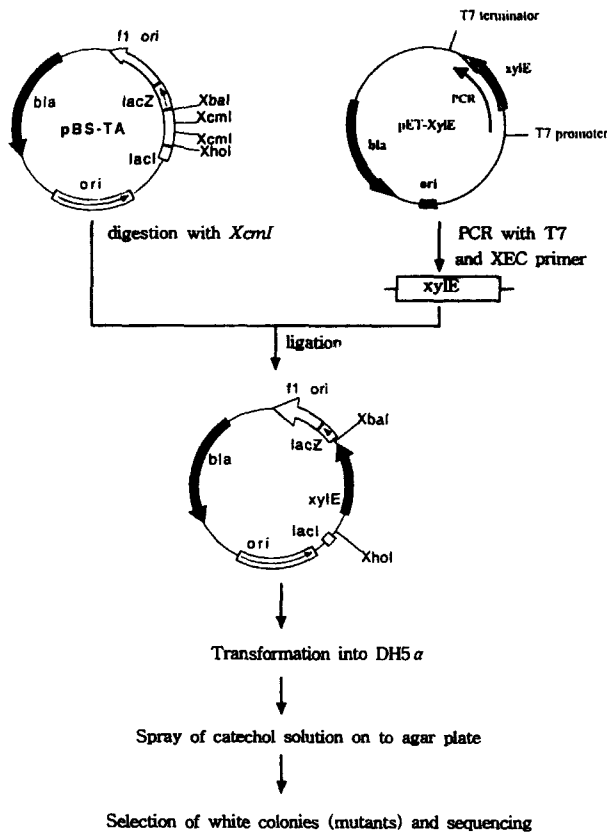 f1 ori
bla
lacZ
XbaI
XcmI
pBS-TA
XcmI
XhoI
lacI
ori
T7 terminator
xylE
PCR
pET-XylE
T7 promoter
bla
ori
digestion with XcmI
PCR with T7
and XEC primer
xylE
ligation
f1 ori
XbaI
lacZ
bla
xylE
lacI
ori
XhoI
Transformation into DH5 α
Spray of catechol solution on to agar plate
Selection of white colonies (mutants) and sequencing